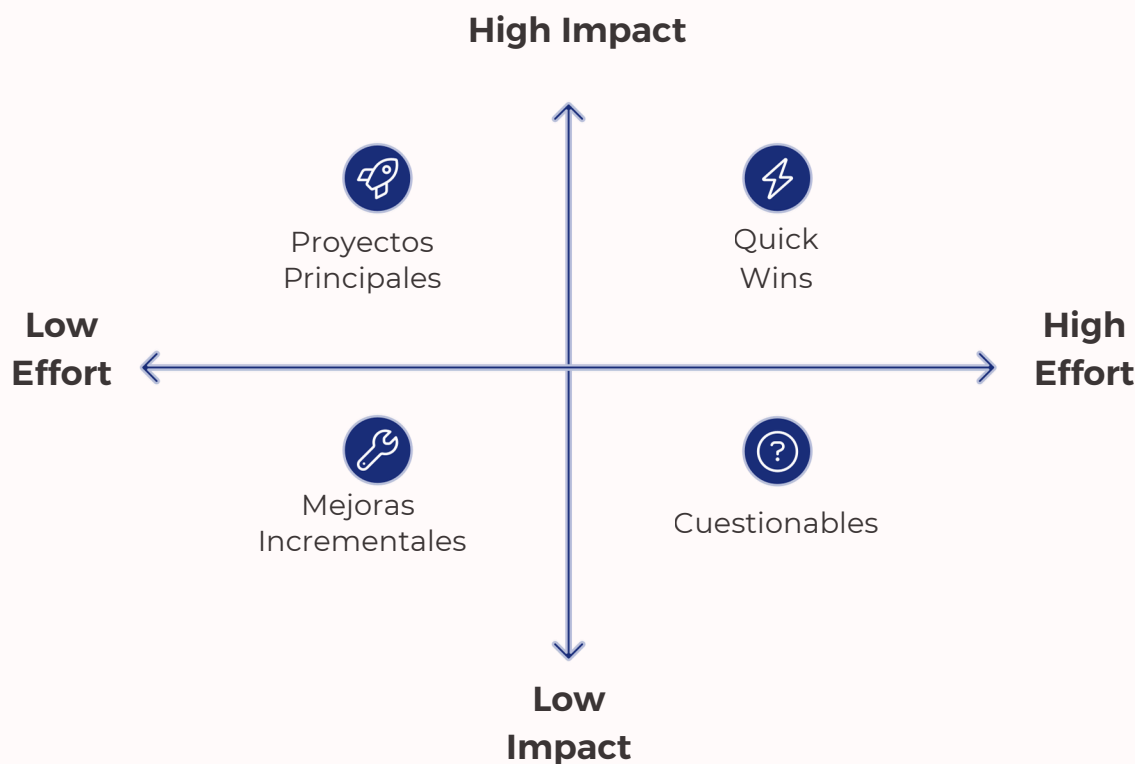 High Impact
Proyectos
Principales
Quick
Wins
Low
Effort
High
Effort
Mejoras
Incrementales
?
Cuestionables
Low
Impact